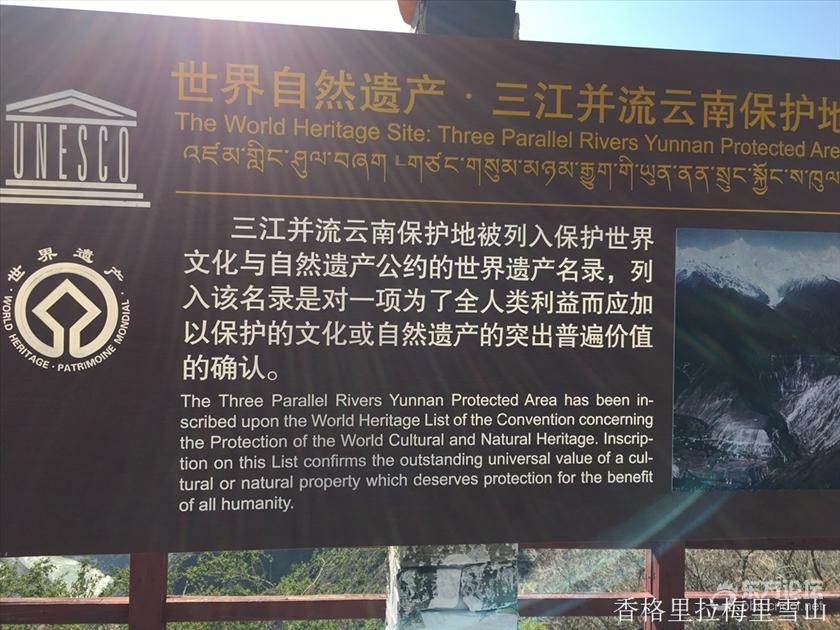 世界自然遗产·三江并流云南保护地
The World Heritage Site: Three Parallel Rivers Yunnan Protected Area
འཛམ་གླིང་ཤུལ་བཞག
UNESCO
世界遗产
WORLD HERITAGE · PATRIMOINE MONDIAL
三江并流云南保护地被列入保护世界
文化与自然遗产公约的世界遗产名录，列
入该名录是对一项为了全人类利益而应加
以保护的文化或自然遗产的突出普遍价值
的确认。
The Three Parallel Rivers Yunnan Protected Area has been in-
scribed upon the World Heritage List of the Convention concerning
the Protection of the World Cultural and Natural Heritage. Inscrip-
tion on this List confirms the outstanding universal value of a cul-
tural or natural property which deserves protection for the benefit
of all humanity.
香格里拉梅里雪山